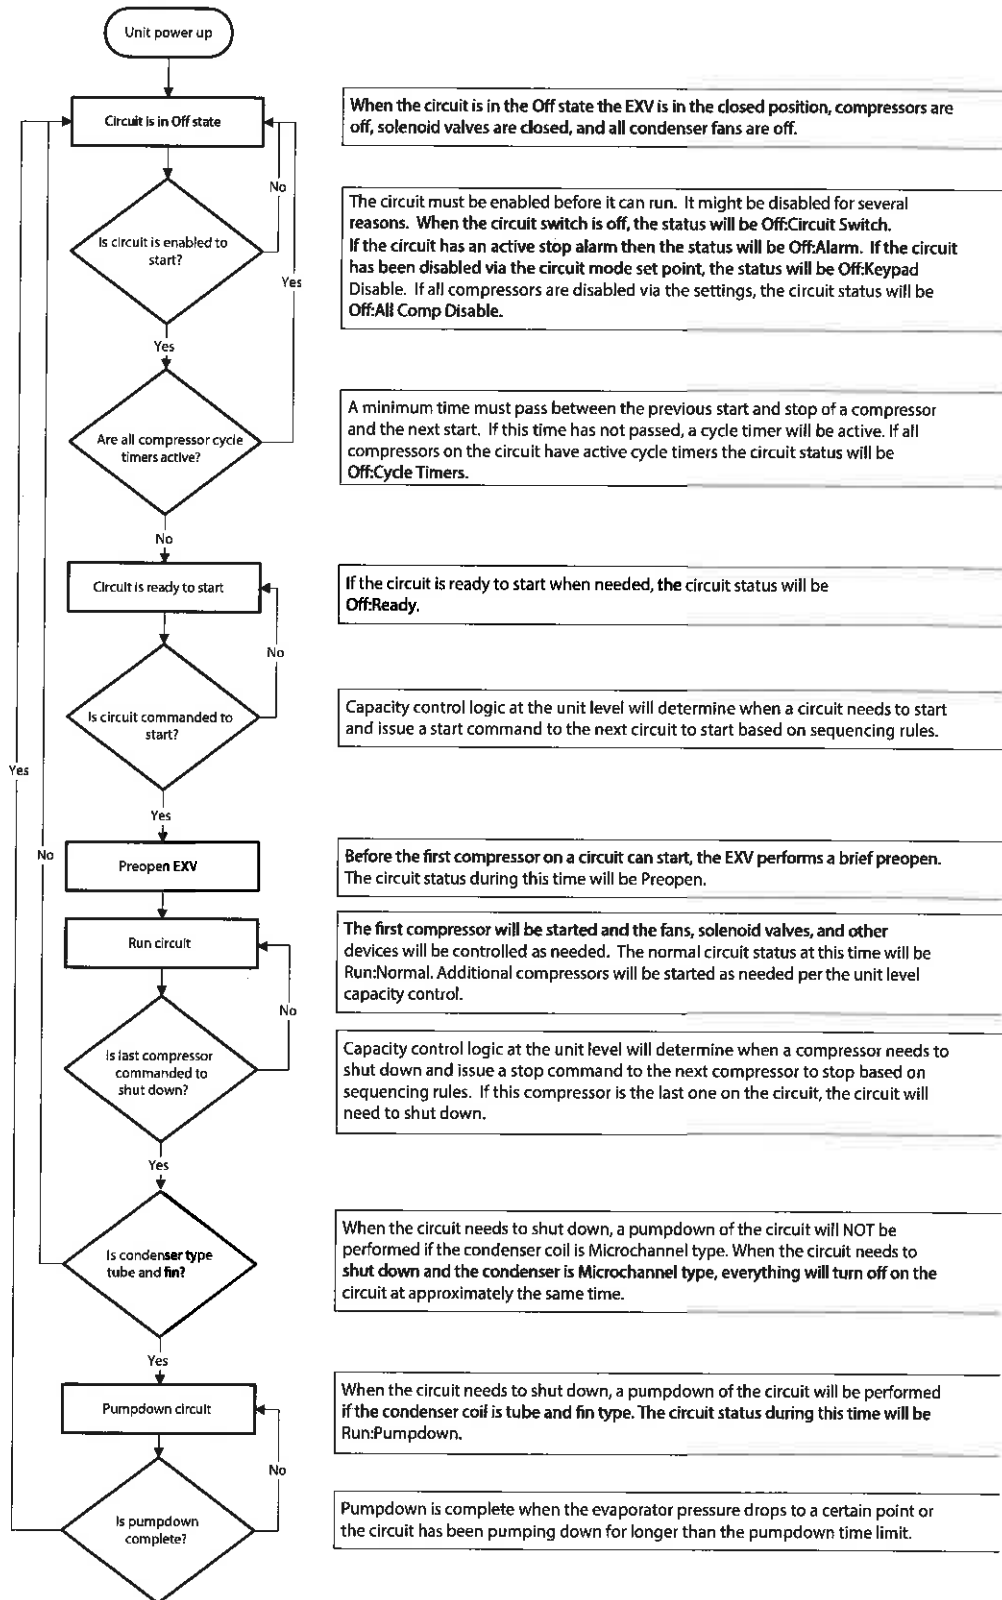 Unit power up
Circuit is in Off state
When the circuit is in the Off state the EXV is in the closed position, compressors are
off, solenoid valves are closed, and all condenser fans are off.
No
Is circuit is enabled to
start?
The circuit must be enabled before it can run. It might be disabled for several
reasons. When the circuit switch is off, the status will be Off:Circuit Switch.
If the circuit has an active stop alarm then the status will be Off:Alarm. If the circuit
has been disabled via the circuit mode set point, the status will be Off:Keypad
Disable. If all compressors are disabled via the settings, the circuit status will be
Off:All Comp Disable.
Yes
Yes
Are all compressor cycle
timers active?
A minimum time must pass between the previous start and stop of a compressor
and the next start. If this time has not passed, a cycle timer will be active. If all
compressors on the circuit have active cycle timers the circuit status will be
Off:Cycle Timers.
No
Circuit is ready to start
If the circuit is ready to start when needed, the circuit status will be
Off:Ready.
No
Is circuit commanded to
start?
Capacity control logic at the unit level will determine when a circuit needs to start
and issue a start command to the next circuit to start based on sequencing rules.
Yes
Yes
No
Preopen EXV
Before the first compressor on a circuit can start, the EXV performs a brief preopen.
The circuit status during this time will be Preopen.
Run circuit
The first compressor will be started and the fans, solenoid valves, and other
devices will be controlled as needed. The normal circuit status at this time will be
Run:Normal. Additional compressors will be started as needed per the unit level
capacity control.
No
Is last compressor
commanded to
shut down?
Capacity control logic at the unit level will determine when a compressor needs to
shut down and issue a stop command to the next compressor to stop based on
sequencing rules. If this compressor is the last one on the circuit, the circuit will
need to shut down.
Yes
Is condenser type
tube and fin?
When the circuit needs to shut down, a pumpdown of the circuit will NOT be
performed if the condenser coil is Microchannel type. When the circuit needs to
shut down and the condenser is Microchannel type, everything will turn off on the
circuit at approximately the same time.
Yes
Pumpdown circuit
When the circuit needs to shut down, a pumpdown of the circuit will be performed
if the condenser coil is tube and fin type. The circuit status during this time will be
Run:Pumpdown.
No
Is pumpdown
complete?
Pumpdown is complete when the evaporator pressure drops to a certain point or
the circuit has been pumping down for longer than the pumpdown time limit.